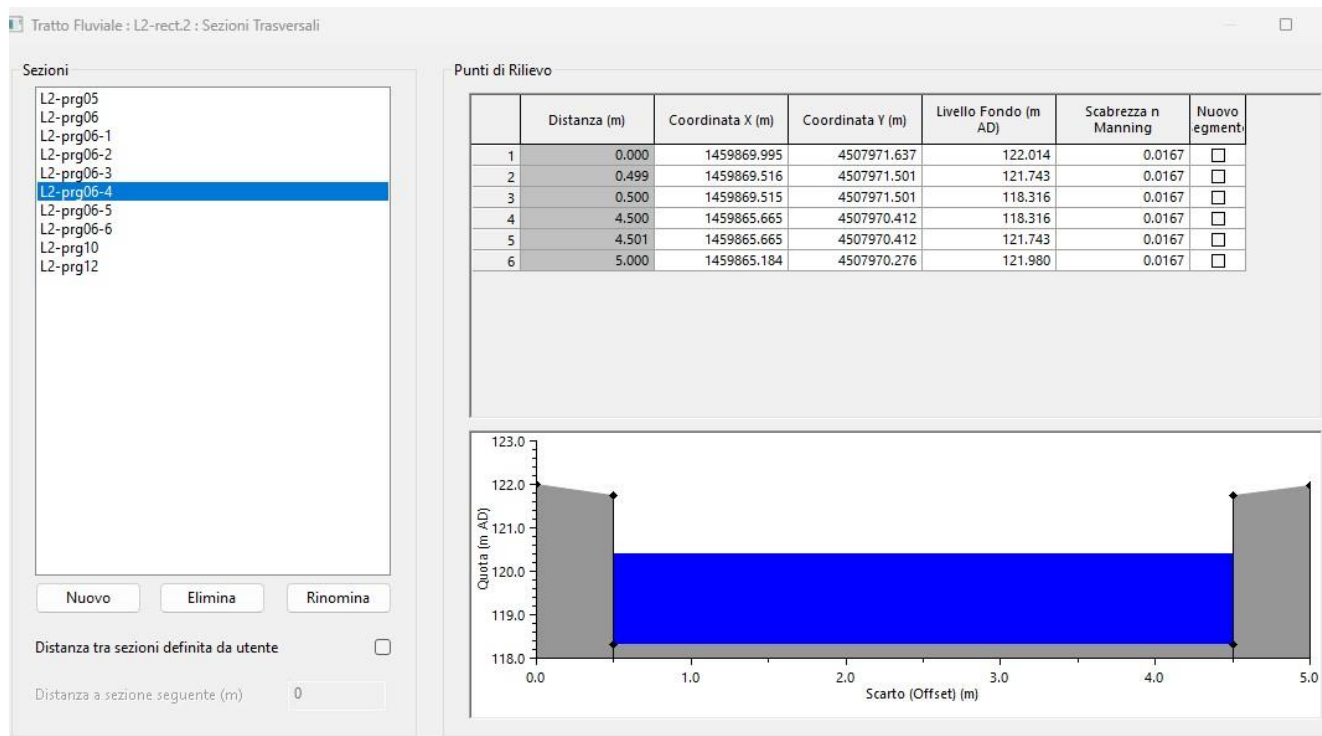 Tratto Fluviale : L2-rect.2 : Sezioni Trasversali
Sezioni
L2-prg05
L2-prg06
L2-prg06-1
L2-prg06-2
L2-prg06-3
L2-prg06-4
L2-prg06-5
L2-prg06-6
L2-prg10
L2-prg12
Nuovo Elimina Rinomina
Distanza tra sezioni definita da utente
Distanza a sezione seguente (m) 0
Punti di Rilievo
Distanza (m) Coordinata X (m) Coordinata Y (m) Livello Fondo (m AD) Scabrezza n Manning Nuovo egment
1 0.000 1459869.995 4507971.637 122.014 0.0167
2 0.499 1459869.516 4507971.501 121.743 0.0167
3 0.500 1459869.515 4507971.501 118.316 0.0167
4 4.500 1459865.665 4507970.412 118.316 0.0167
5 4.501 1459865.665 4507970.412 121.743 0.0167
6 5.000 1459865.184 4507970.276 121.980 0.0167
Quota (m AD)
123.0
122.0
121.0
120.0
119.0
118.0
0.0 1.0 2.0 3.0 4.0 5.0
Scarto (Offset) (m)